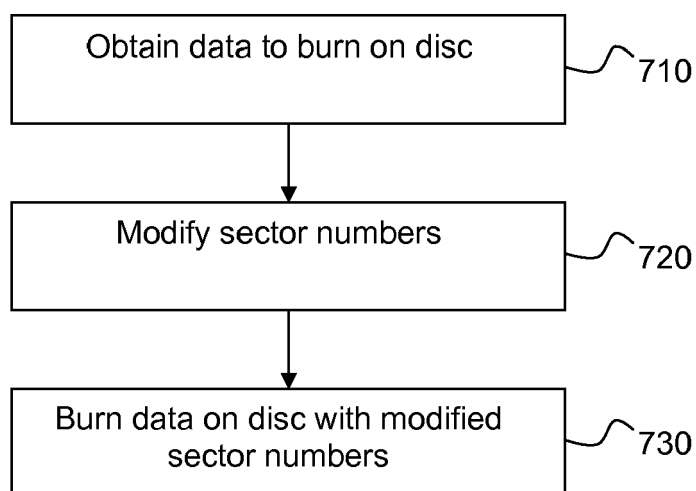 Obtain data to burn on disc
710
Modify sector numbers
720
Burn data on disc with modified
sector numbers
730